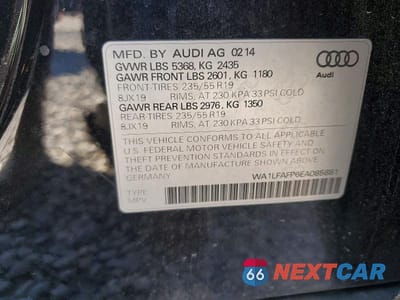 MFD. BY AUDI AG 02 14
GVWR LBS 5368, KG 2435
GAWR FRONT LBS 2601, KG 1180
FRONT-TIRES 235/55 R19
8JX19 RIMS, AT 230 KPA 33 PSI COLD
GAWR REAR LBS 2976, KG 1350
REAR-TIRES 235/55 R19
8JX19 RIMS, AT 230 KPA 33 PSI COLD
THIS VEHICLE CONFORMS TO ALL APPLICABLE
FEDERAL MOTOR VEHICLE SAFETY AND
THEFT PREVENTION STANDARDS IN EFFECT ON
THE DATE OF MANUFACTURE SHOWN ABOVE
TYPE:
MPV
WA1LFAFP6EA085881
Audi
66 NEXTCAR